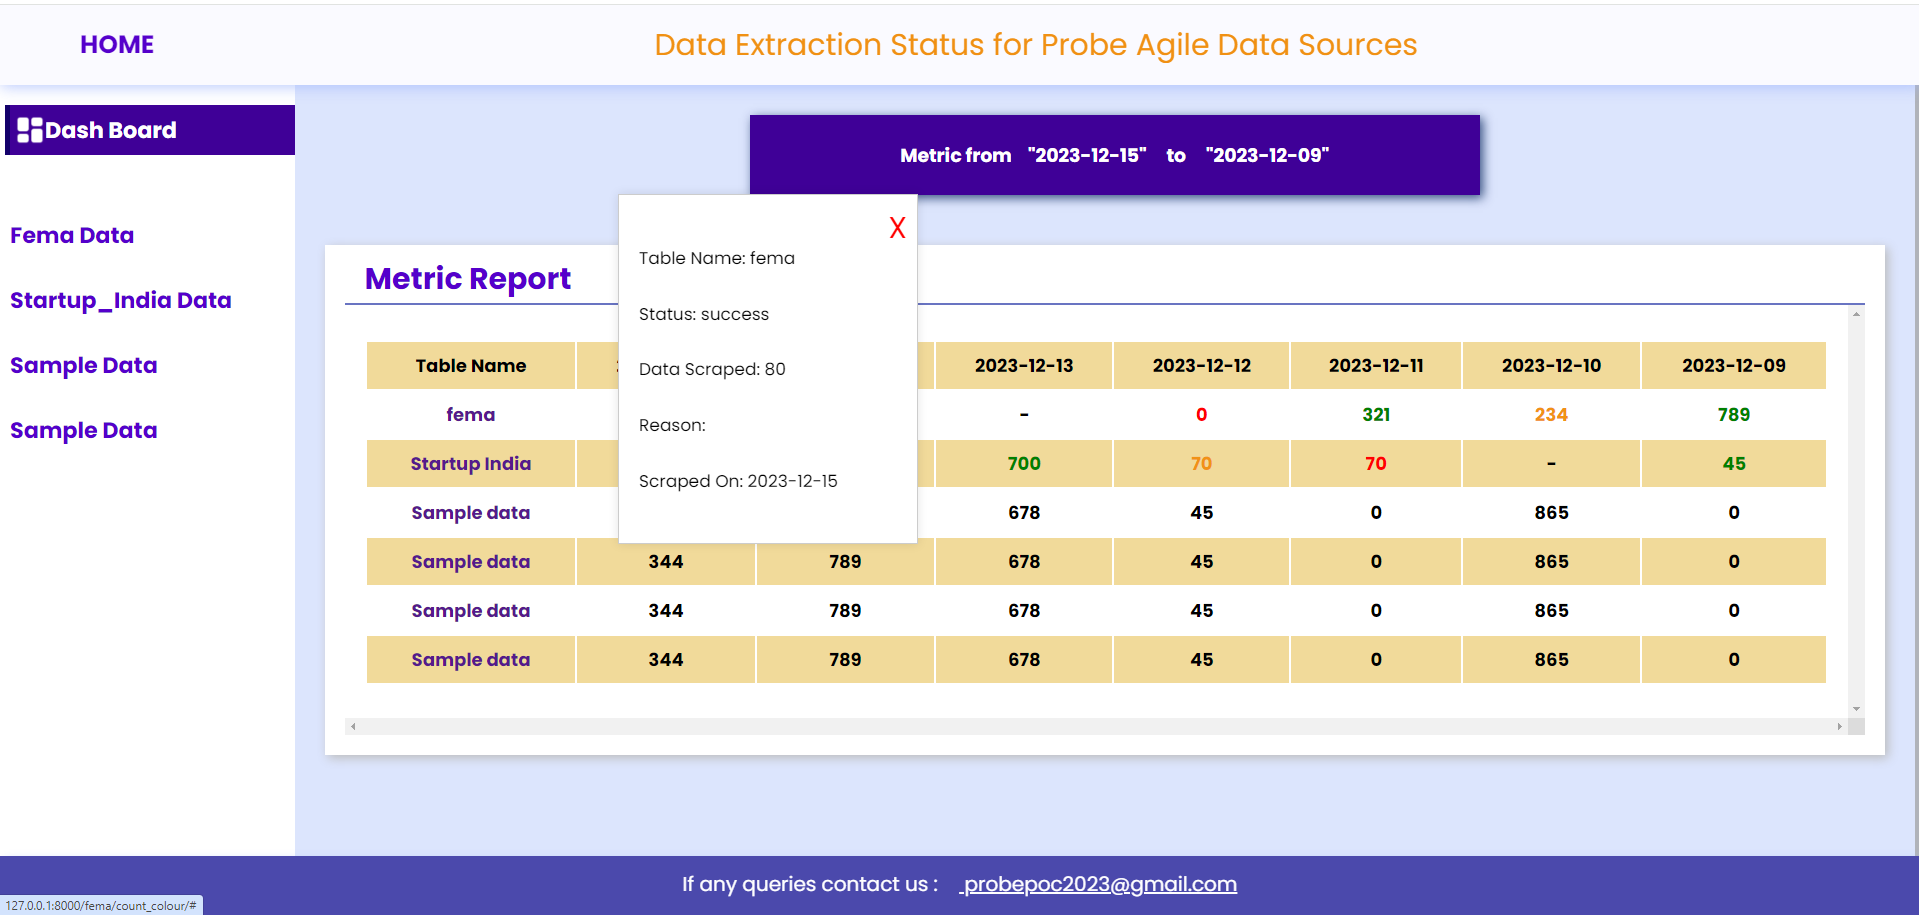 HOME
Data Extraction Status for Probe Agile Data Sources
Dash Board
Metric from "2023-12-15" to "2023-12-09"
Fema Data
Startup_India Data
Sample Data
Sample Data
X
Table Name: fema
Status: success
Data Scraped: 80
Reason:
Scraped On: 2023-12-15
Metric Report
Table Name 2023-12-13 2023-12-12 2023-12-11 2023-12-10 2023-12-09
fema - 0 321 234 789
Startup India 700 70 70 - 45
Sample data 678 45 0 865 0
Sample data 344 789 678 45 0 865 0
Sample data 344 789 678 45 0 865 0
Sample data 344 789 678 45 0 865 0
If any queries contact us : probepoc2023@gmail.com
127.0.0.1:8000/fema/count_colour/#